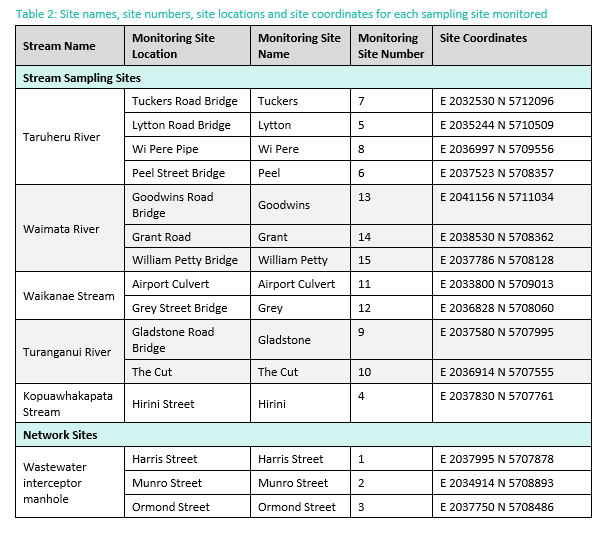 Table 2: Site names, site numbers, site locations and site coordinates for each sampling site monitored
Stream Name
Monitoring Site
Location
Monitoring Site
Name
Monitoring
Site Number
Site Coordinates
Stream Sampling Sites
Taruheru River
Tuckers Road Bridge
Tuckers
7
E 2032530 N 5712096
Lytton Road Bridge
Lytton
5
E 2035244 N 5710509
Wi Pere Pipe
Wi Pere
8
E 2036997 N 5709556
Peel Street Bridge
Peel
6
E 2037523 N 5708357
Waimata River
Goodwins Road
Bridge
Goodwins
13
E 2041156 N 5711034
Grant Road
Grant
14
E 2038530 N 5708362
William Petty Bridge
William Petty
15
E 2037786 N 5708128
Waikanae Stream
Airport Culvert
Airport Culvert
11
E 2033800 N 5709013
Grey Street Bridge
Grey
12
E 2036828 N 5708060
Turanganui River
Gladstone Road
Bridge
Gladstone
9
E 2037580 N 5707995
The Cut
The Cut
10
E 2036914 N 5707555
Kopuawhakapata
Stream
Hirini Street
Hirini
4
E 2037830 N 5707761
Network Sites
Wastewater
interceptor
manhole
Harris Street
Harris Street
1
E 2037995 N 5707878
Munro Street
Munro Street
2
E 2034914 N 5708893
Ormond Street
Ormond Street
3
E 2037750 N 5708486